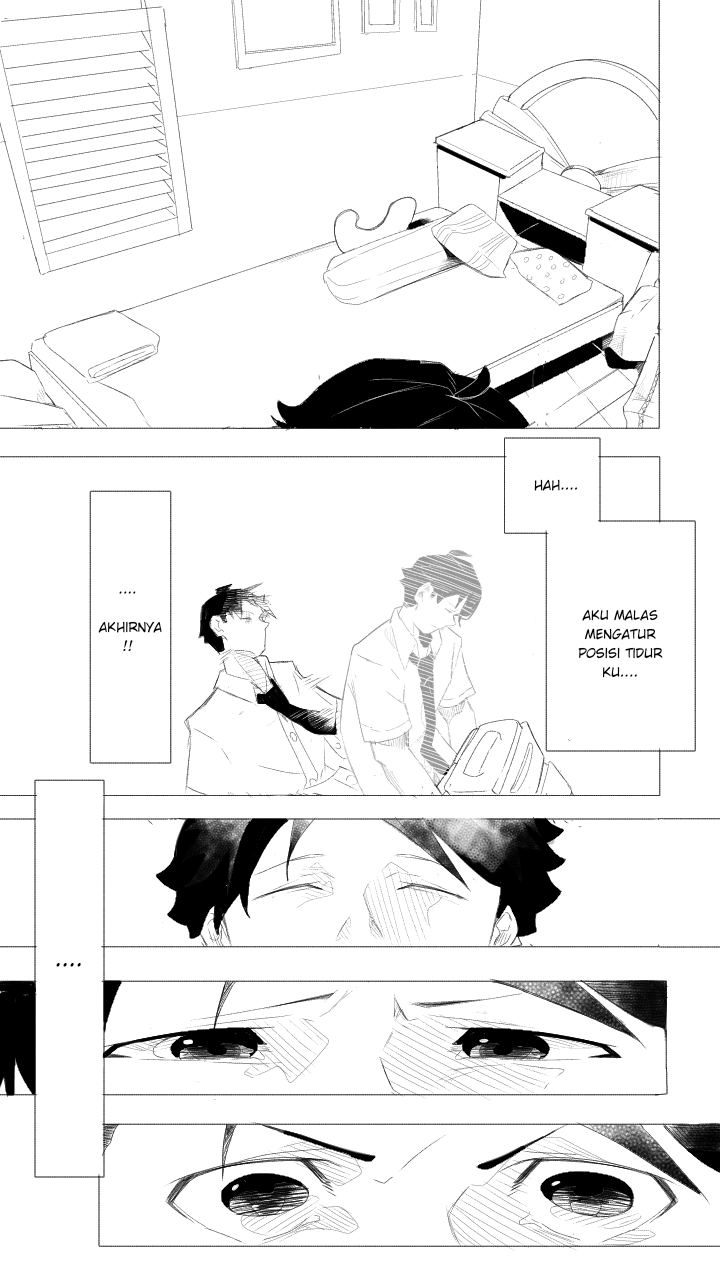 HAH....
AKU MALAS
MENGATUR
POSISI TIDUR
KU....
....
AKHIRNYA
!!
....